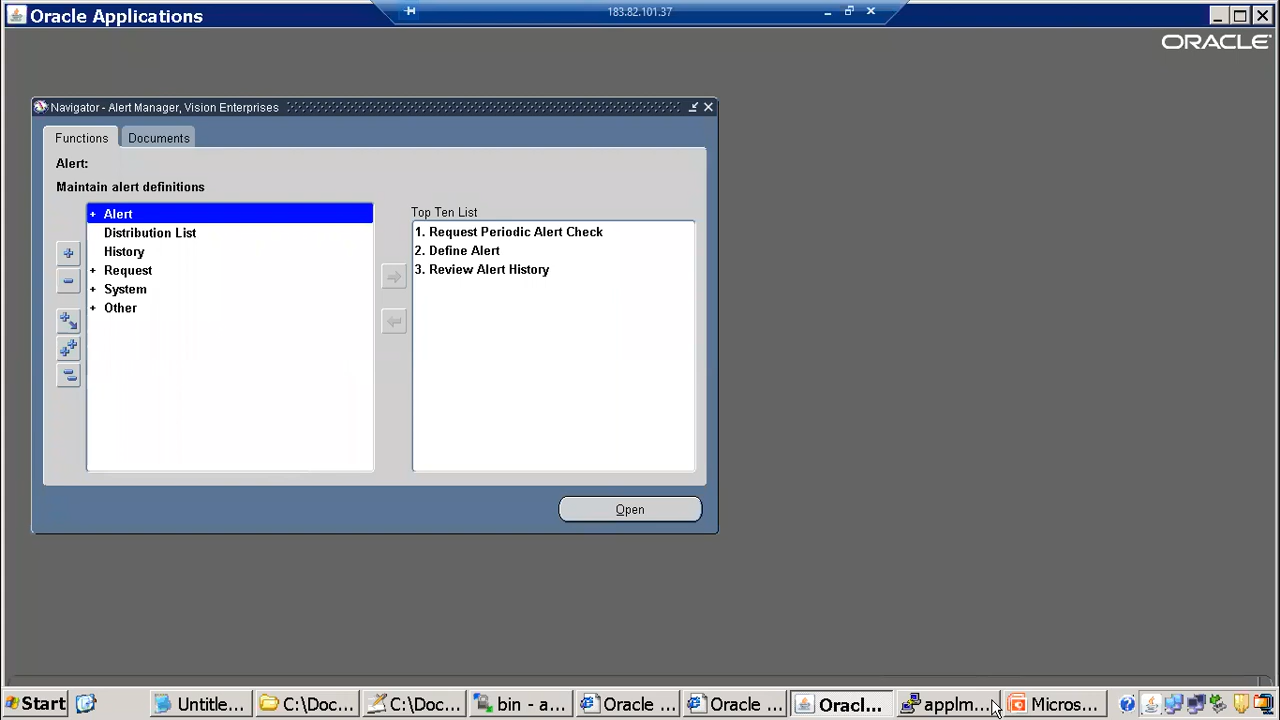 Oracle Applications
183.82.101.37
ORACLE
Navigator - Alert Manager, Vision Enterprises
Functions
Documents
Alert:
Maintain alert definitions
+ Alert
Distribution List
History
+ Request
+ System
+ Other
Top Ten List
1. Request Periodic Alert Check
2. Define Alert
3. Review Alert History
Open
Start
Untitle...
C:\Doc...
C:\Doc...
bin - a...
Oracle ...
Oracle ...
Oracl...
applm...
Micros...